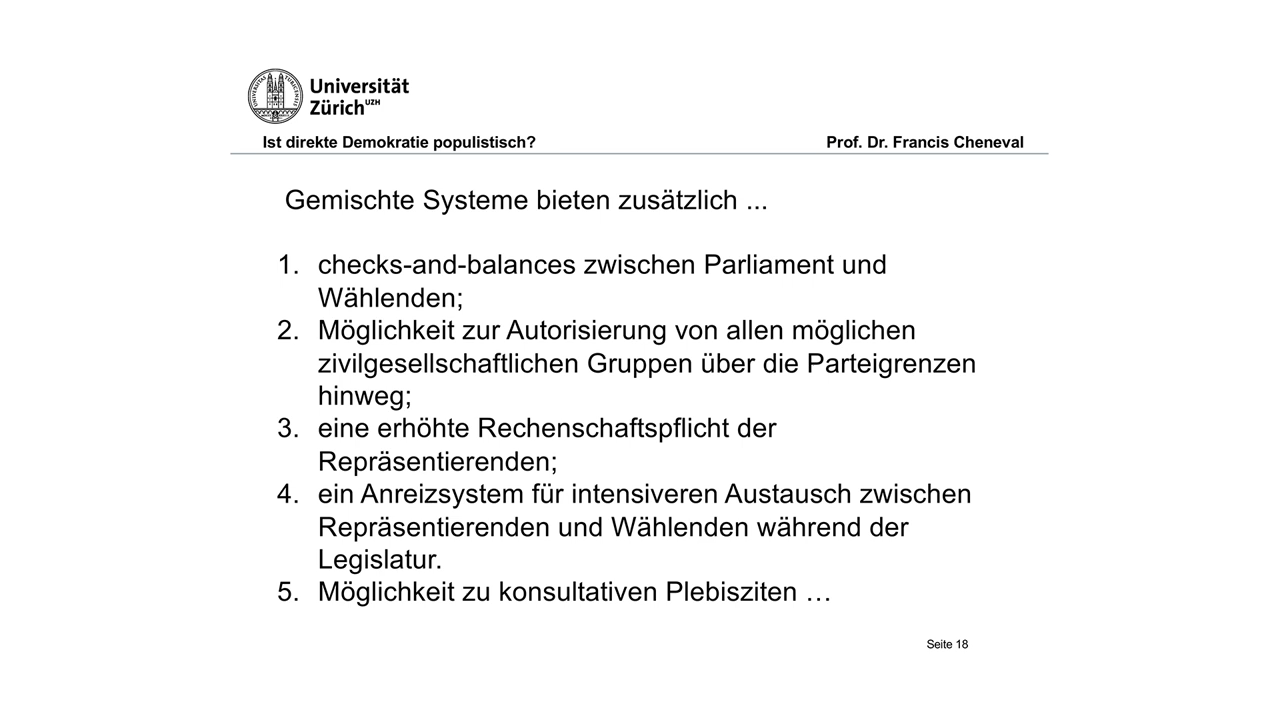 Universität
Zürich UZH
Ist direkte Demokratie populistisch? Prof. Dr. Francis Cheneval
Gemischte Systeme bieten zusätzlich ...
1. checks-and-balances zwischen Parliament und
Wählenden;
2. Möglichkeit zur Autorisierung von allen möglichen
zivilgesellschaftlichen Gruppen über die Parteigrenzen
hinweg;
3. eine erhöhte Rechenschaftspflicht der
Repräsentierenden;
4. ein Anreizsystem für intensiveren Austausch zwischen
Repräsentierenden und Wählenden während der
Legislatur.
5. Möglichkeit zu konsultativen Plebisziten …
Seite 18